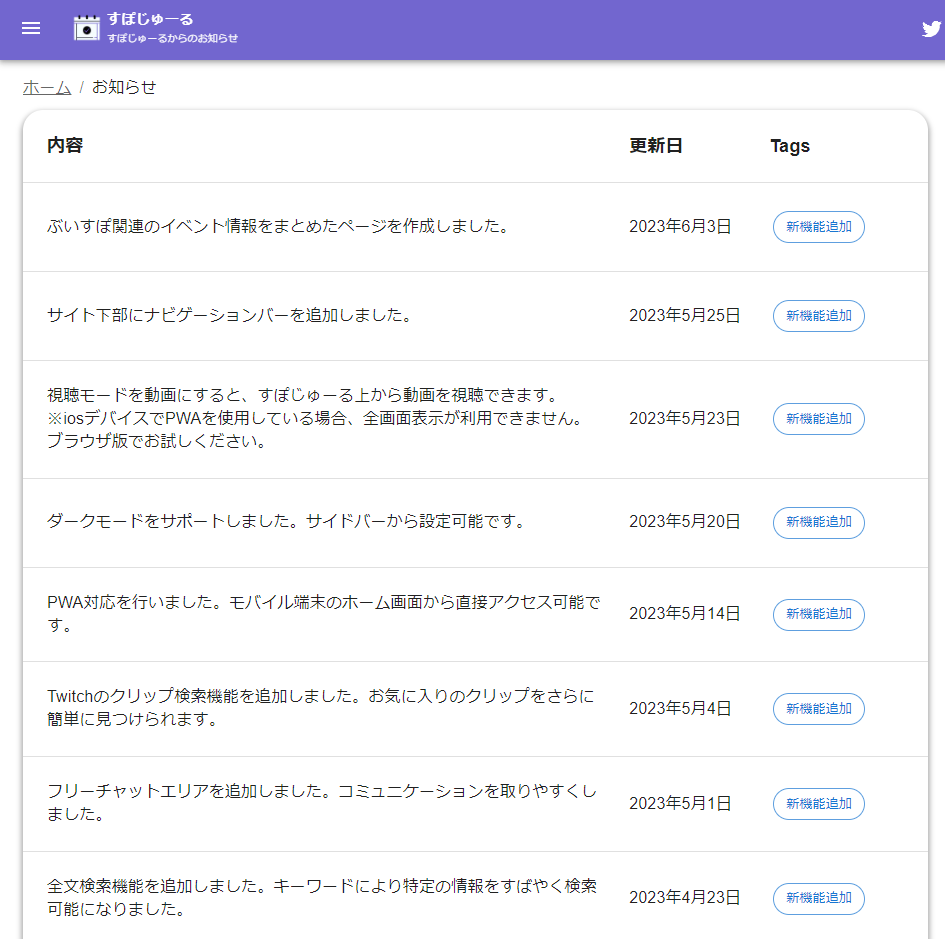 すぽじゅーる
すぽじゅーるからのお知らせ
ホーム / お知らせ
内容 更新日 Tags
ぶいすぽ関連のイベント情報をまとめたページを作成しました。 2023年6月3日 新機能追加
サイト下部にナビゲーションバーを追加しました。 2023年5月25日 新機能追加
視聴モードを動画にすると、すぽじゅーる上から動画を視聴できます。
※iosデバイスでPWAを使用している場合、全画面表示が利用できません。 2023年5月23日 新機能追加
ブラウザ版でお試しください。
ダークモードをサポートしました。サイドバーから設定可能です。 2023年5月20日 新機能追加
PWA対応を行いました。モバイル端末のホーム画面から直接アクセス可能で
す。 2023年5月14日 新機能追加
Twitchのクリップ検索機能を追加しました。お気に入りのクリップをさらに
簡単に見つけられます。 2023年5月4日 新機能追加
フリーチャットエリアを追加しました。コミュニケーションを取りやすくし
ました。 2023年5月1日 新機能追加
全文検索機能を追加しました。キーワードにより特定の情報をすばやく検索
可能になりました。 2023年4月23日 新機能追加